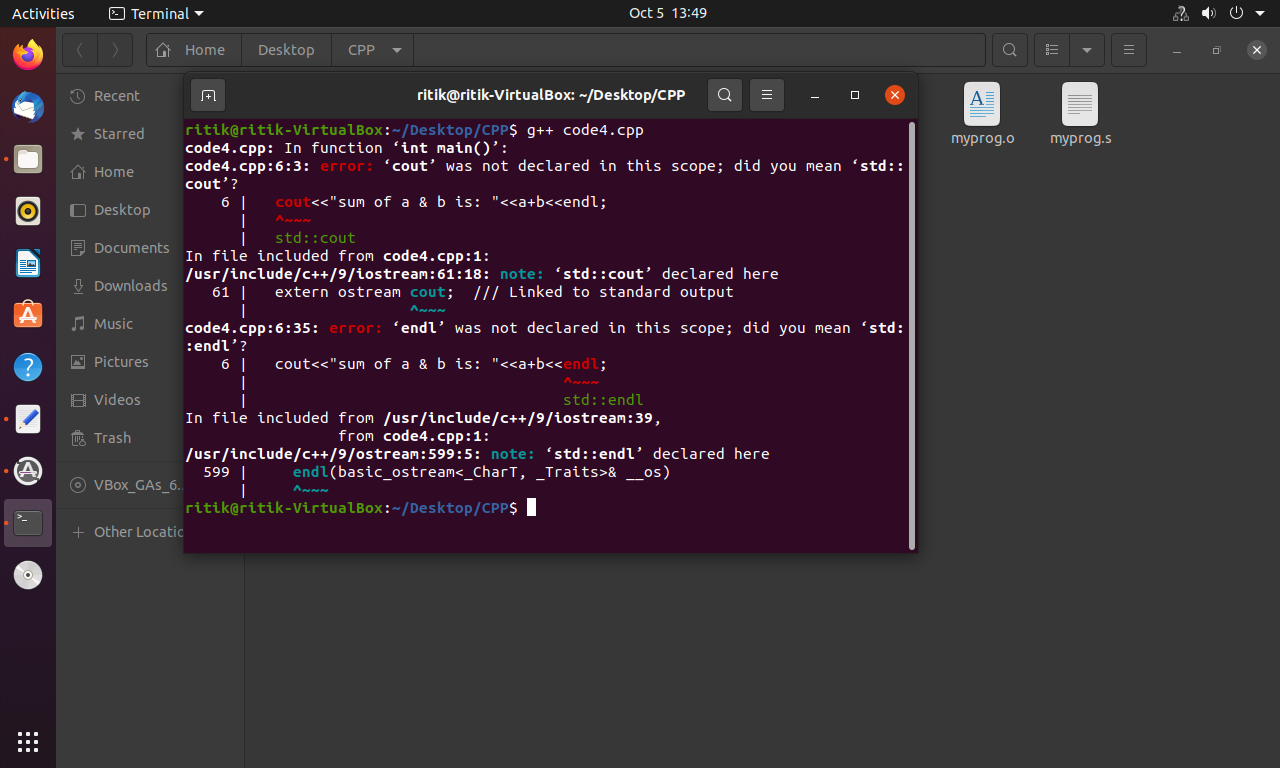 Activities
Terminal
Oct 5 13:49
Home
Desktop
CPP
Recent
Starred
Home
Desktop
Documents
Downloads
Music
Pictures
Videos
Trash
VBox_GAs_6...
+ Other Locatio
myprog.o
myprog.s
ritik@ritik-VirtualBox: ~/Desktop/CPP
ritik@ritik-VirtualBox:~/Desktop/CPP$ g++ code4.cpp
code4.cpp: In function ‘int main()’:
code4.cpp:6:3: error: ‘cout’ was not declared in this scope; did you mean ‘std::
cout’?
    6 |   cout<<"sum of a & b is: "<<a+b<<endl;
      |   ^~~~
      |   std::cout
In file included from code4.cpp:1:
/usr/include/c++/9/iostream:61:18: note: ‘std::cout’ declared here
   61 |   extern ostream cout;  /// Linked to standard output
      |                  ^~~~
code4.cpp:6:35: error: ‘endl’ was not declared in this scope; did you mean ‘std:
:endl’?
    6 |   cout<<"sum of a & b is: "<<a+b<<endl;
      |                                   ^~~~
      |                                   std::endl
In file included from /usr/include/c++/9/iostream:39,
                 from code4.cpp:1:
/usr/include/c++/9/ostream:599:5: note: ‘std::endl’ declared here
  599 |     endl(basic_ostream<_CharT, _Traits>& __os)
      |     ^~~~
ritik@ritik-VirtualBox:~/Desktop/CPP$